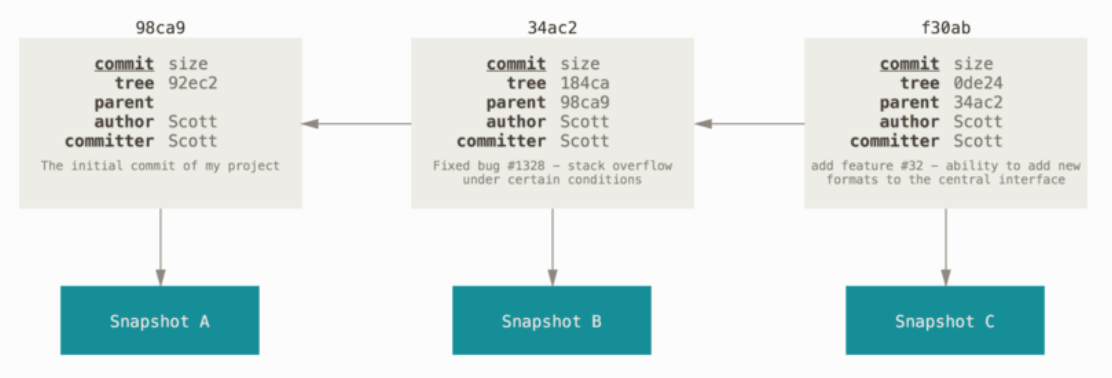 98ca9
commit size
tree 92ec2
parent
author Scott
committer Scott
The initial commit of my project
Snapshot A
34ac2
commit size
tree 184ca
parent 98ca9
author Scott
committer Scott
Fixed bug #1328 – stack overflow
under certain conditions
Snapshot B
f30ab
commit size
tree 0de24
parent 34ac2
author Scott
committer Scott
add feature #32 – ability to add new
formats to the central interface
Snapshot C